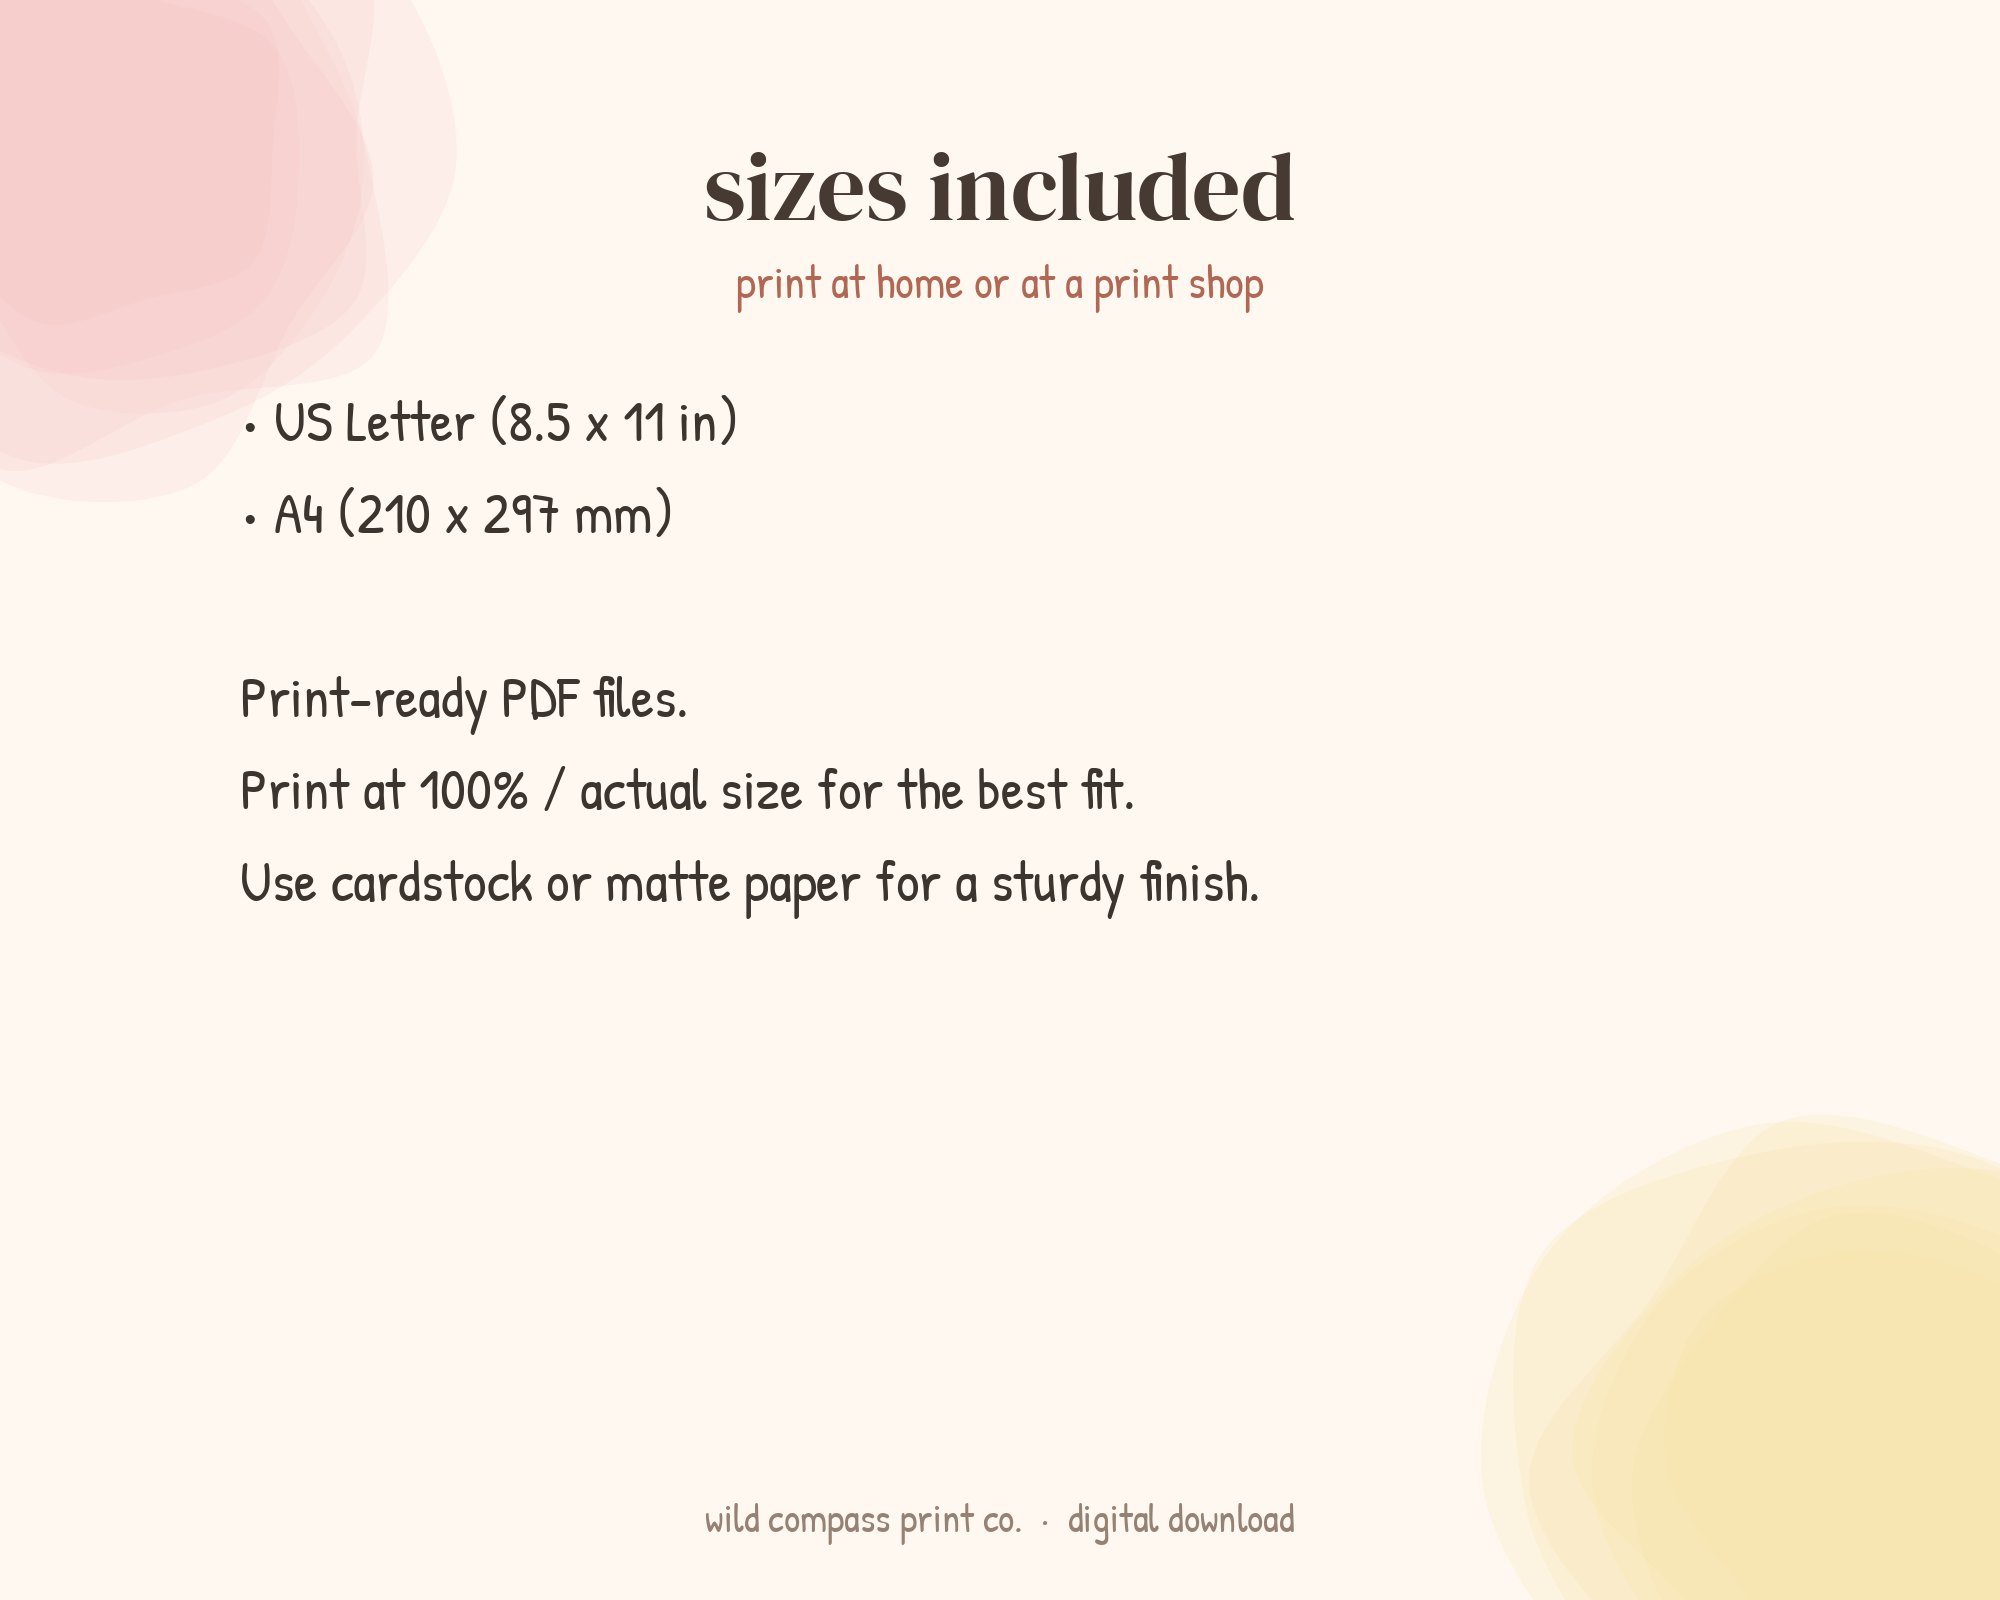 sizes included
print at home or at a print shop
• US Letter (8.5 x 11 in)
• A4 (210 x 297 mm)
Print-ready PDF files.
Print at 100% / actual size for the best fit.
Use cardstock or matte paper for a sturdy finish.
wild compass print co. · digital download